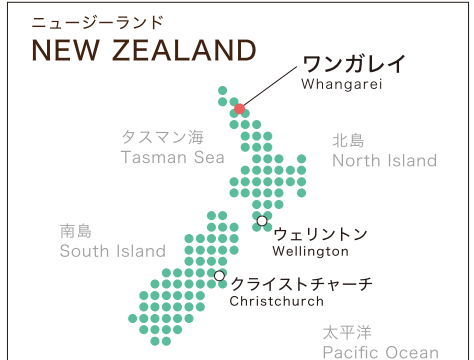 ニュージーランド
NEW ZEALAND
ワンガレイ
Whangarei
タスマン海
Tasman Sea
北島
North Island
南島
South Island
ウェリントン
Wellington
クライストチャーチ
Christchurch
太平洋
Pacific Ocean